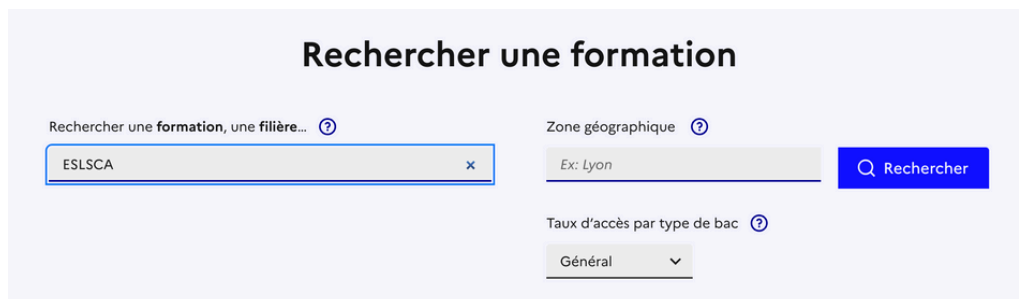 Rechercher une formation
Rechercher une formation, une filière... ?
ESLSCA ×
Zone géographique ?
Ex: Lyon
Rechercher
Taux d’accès par type de bac ?
Général